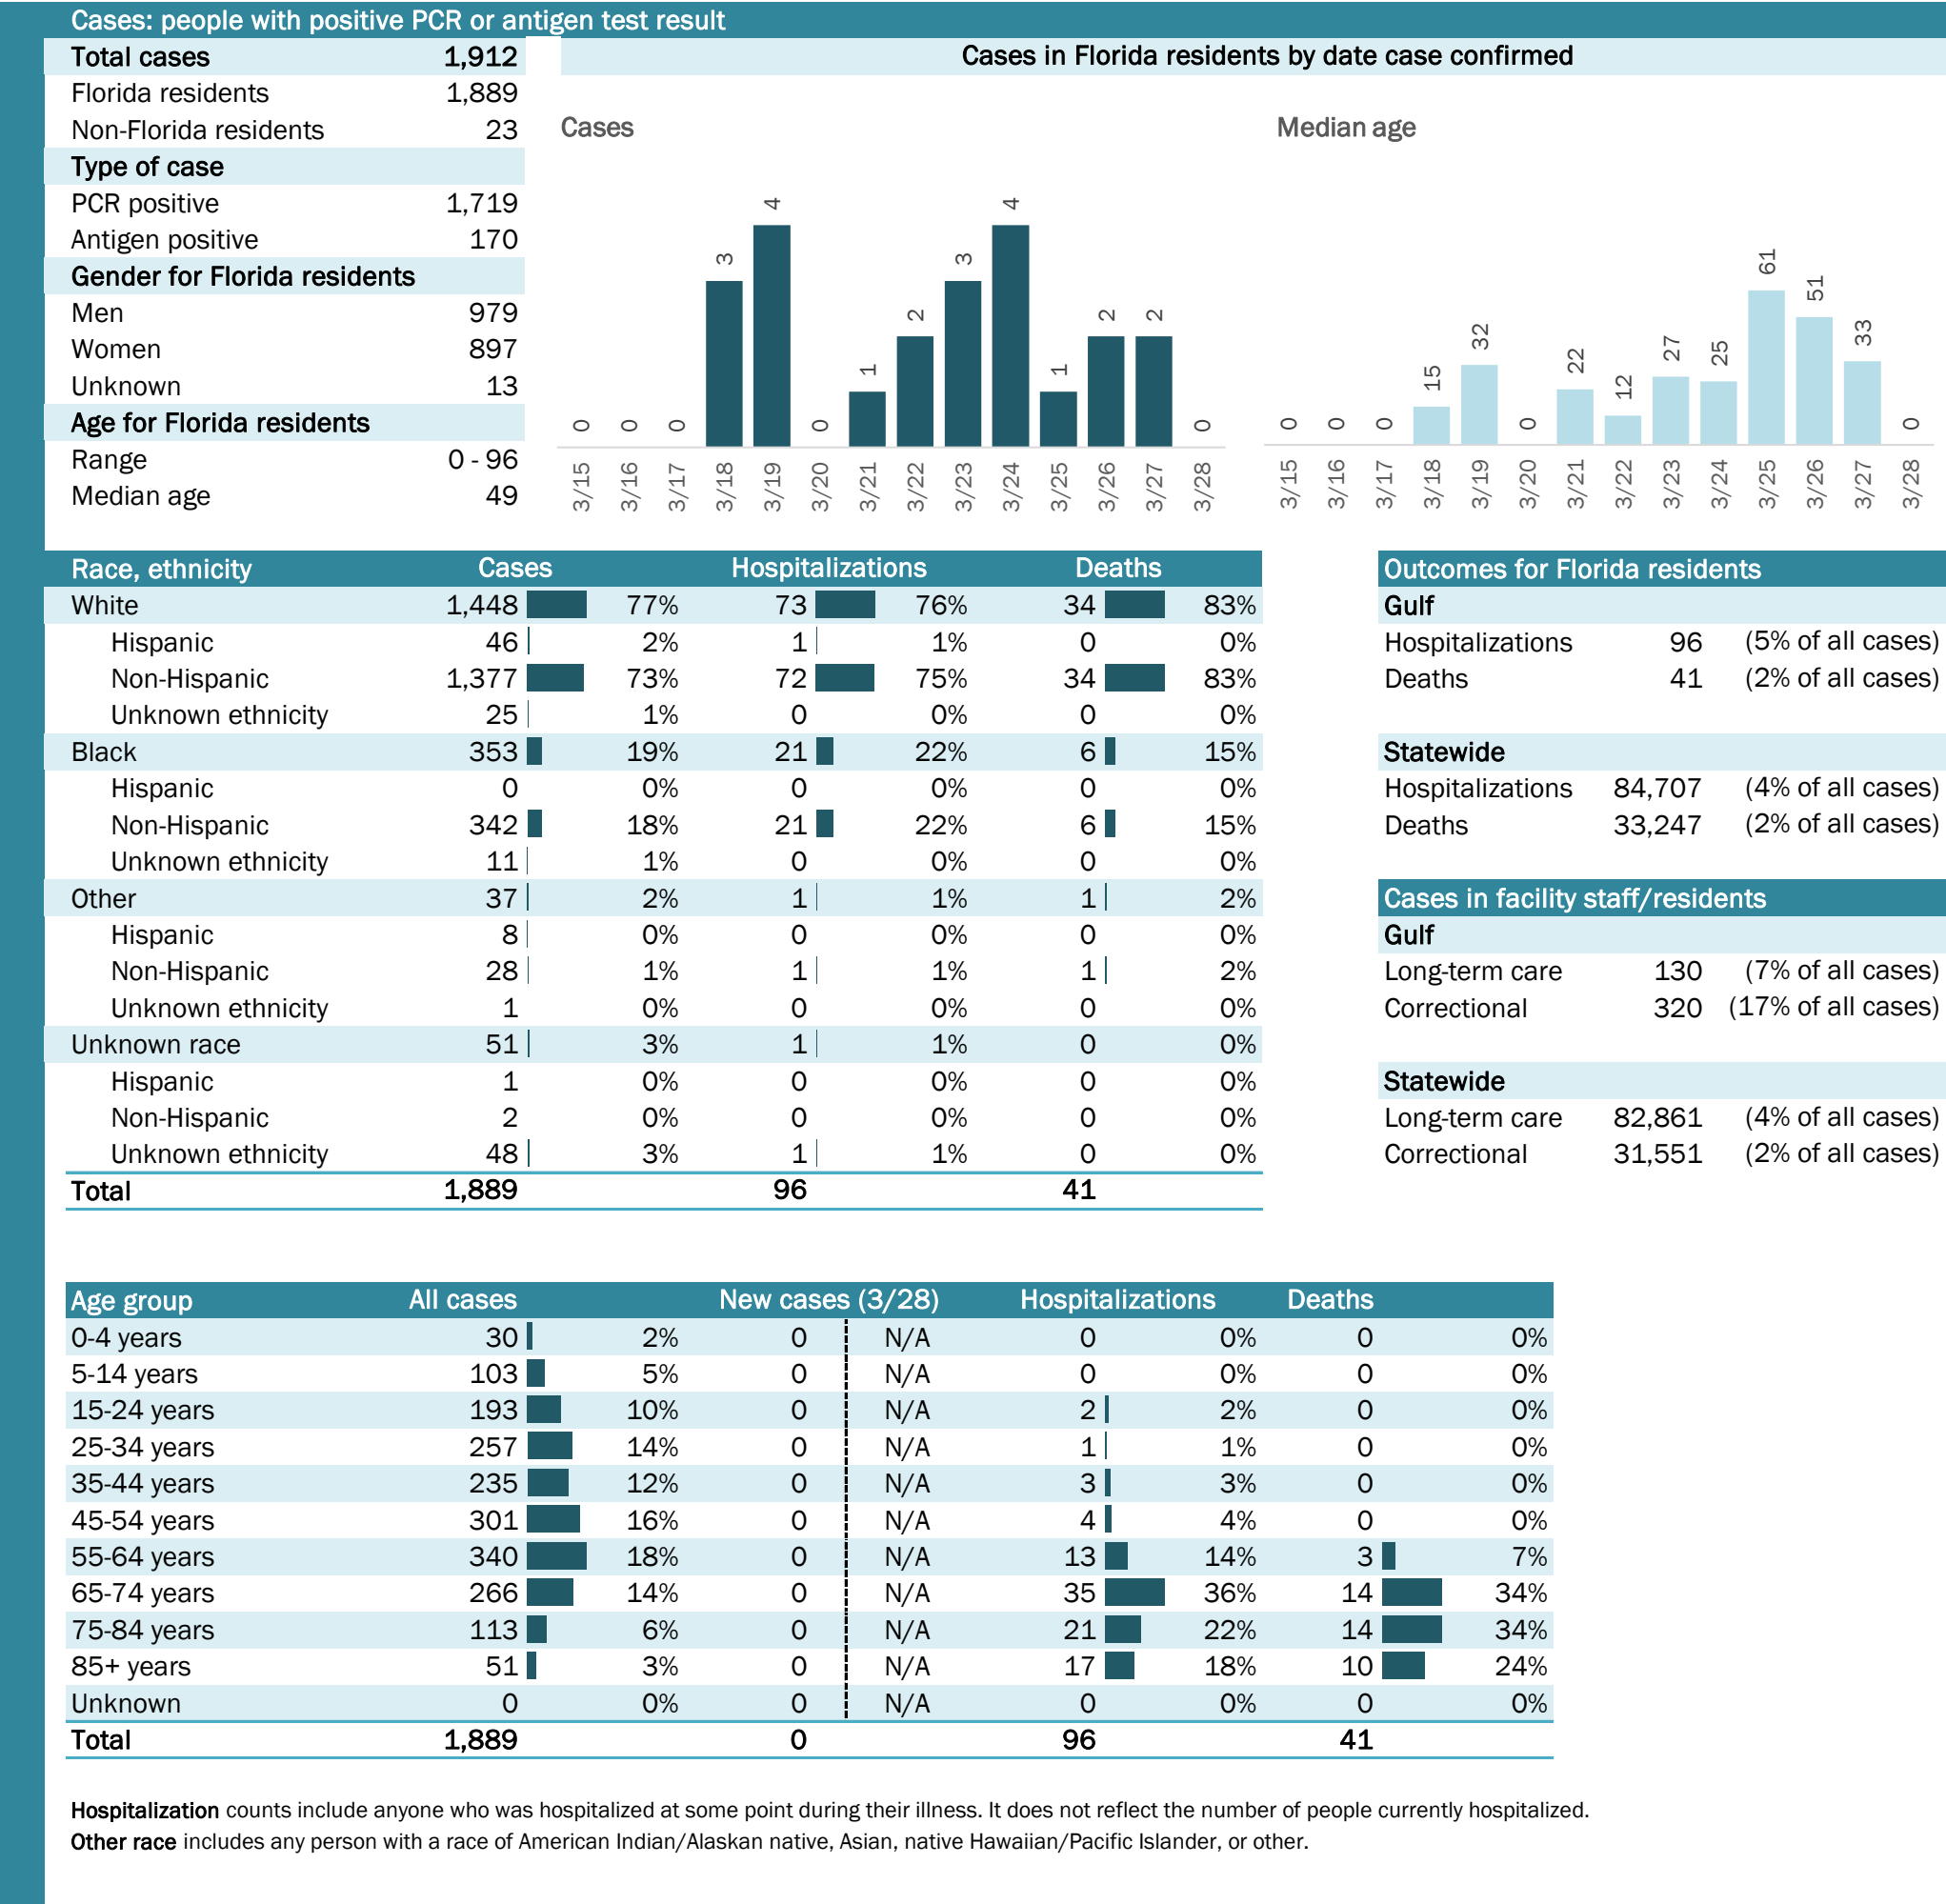 Cases: people with positive PCR or antigen test result
Total cases 1,912
Florida residents 1,889
Non-Florida residents 23
Type of case
PCR positive 1,719
Antigen positive 170
Gender for Florida residents
Men 979
Women 897
Unknown 13
Age for Florida residents
Range 0 - 96
Median age 49
Cases in Florida residents by date case confirmed
Cases
0 0 0 3 4 0 1 2 3 4 1 2 2 0
3/15 3/16 3/17 3/18 3/19 3/20 3/21 3/22 3/23 3/24 3/25 3/26 3/27 3/28
Median age
0 0 0 15 32 0 22 12 27 25 61 51 33 0
3/15 3/16 3/17 3/18 3/19 3/20 3/21 3/22 3/23 3/24 3/25 3/26 3/27 3/28
Race, ethnicity Cases Hospitalizations Deaths
White 1,448 77% 73 76% 34 83%
Hispanic 46 2% 1 1% 0 0%
Non-Hispanic 1,377 73% 72 75% 34 83%
Unknown ethnicity 25 1% 0 0% 0 0%
Black 353 19% 21 22% 6 15%
Hispanic 0 0% 0 0% 0 0%
Non-Hispanic 342 18% 21 22% 6 15%
Unknown ethnicity 11 1% 0 0% 0 0%
Other 37 2% 1 1% 1 2%
Hispanic 8 0% 0 0% 0 0%
Non-Hispanic 28 1% 1 1% 1 2%
Unknown ethnicity 1 0% 0 0% 0 0%
Unknown race 51 3% 1 1% 0 0%
Hispanic 1 0% 0 0% 0 0%
Non-Hispanic 2 0% 0 0% 0 0%
Unknown ethnicity 48 3% 1 1% 0 0%
Total 1,889 96 41
Outcomes for Florida residents
Gulf
Hospitalizations 96 (5% of all cases)
Deaths 41 (2% of all cases)
Statewide
Hospitalizations 84,707 (4% of all cases)
Deaths 33,247 (2% of all cases)
Cases in facility staff/residents
Gulf
Long-term care 130 (7% of all cases)
Correctional 320 (17% of all cases)
Statewide
Long-term care 82,861 (4% of all cases)
Correctional 31,551 (2% of all cases)
Age group All cases New cases (3/28) Hospitalizations Deaths
0-4 years 30 2% 0 N/A 0 0% 0 0%
5-14 years 103 5% 0 N/A 0 0% 0 0%
15-24 years 193 10% 0 N/A 2 2% 0 0%
25-34 years 257 14% 0 N/A 1 1% 0 0%
35-44 years 235 12% 0 N/A 3 3% 0 0%
45-54 years 301 16% 0 N/A 4 4% 0 0%
55-64 years 340 18% 0 N/A 13 14% 3 7%
65-74 years 266 14% 0 N/A 35 36% 14 34%
75-84 years 113 6% 0 N/A 21 22% 14 34%
85+ years 51 3% 0 N/A 17 18% 10 24%
Unknown 0 0% 0 N/A 0 0% 0 0%
Total 1,889 0 96 41
Hospitalization counts include anyone who was hospitalized at some point during their illness. It does not reflect the number of people currently hospitalized.
Other race includes any person with a race of American Indian/Alaskan native, Asian, native Hawaiian/Pacific Islander, or other.